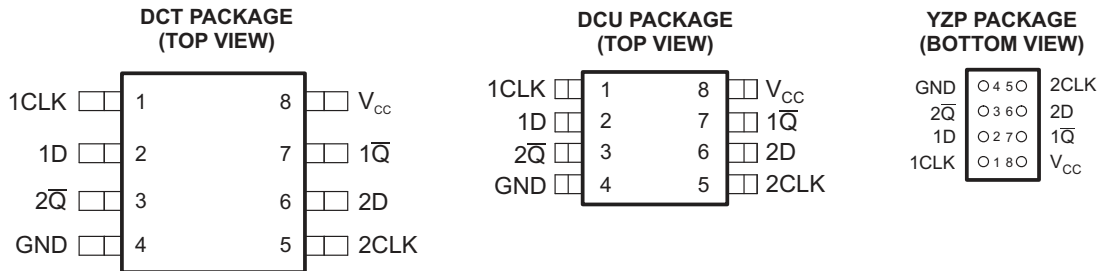 DCT PACKAGE
(TOP VIEW)
1CLK 1 8 V_CC
1D 2 7 1Q̅
2Q̅ 3 6 2D
GND 4 5 2CLK
DCU PACKAGE
(TOP VIEW)
1CLK 1 8 V_CC
1D 2 7 1Q̅
2Q̅ 3 6 2D
GND 4 5 2CLK
YZP PACKAGE
(BOTTOM VIEW)
GND 4 5 2CLK
2Q̅ 3 6 2D
1D 2 7 1Q̅
1CLK 1 8 V_CC